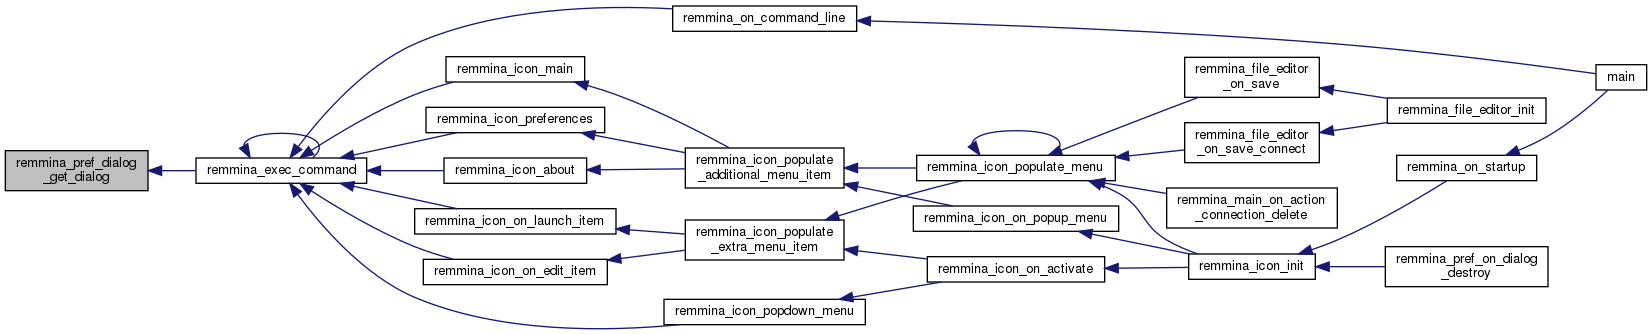 remmina_pref_dialog
_get_dialog
remmina_exec_command
remmina_on_command_line
remmina_icon_main
remmina_icon_preferences
remmina_icon_about
remmina_icon_on_launch_item
remmina_icon_on_edit_item
remmina_icon_popdown_menu
remmina_icon_populate
_additional_menu_item
remmina_icon_populate
_extra_menu_item
remmina_icon_populate_menu
remmina_icon_on_popup_menu
remmina_icon_on_activate
remmina_file_editor
_on_save
remmina_file_editor
_on_save_connect
remmina_main_on_action
_connection_delete
remmina_icon_init
remmina_file_editor_init
remmina_on_startup
remmina_pref_on_dialog
_destroy
main